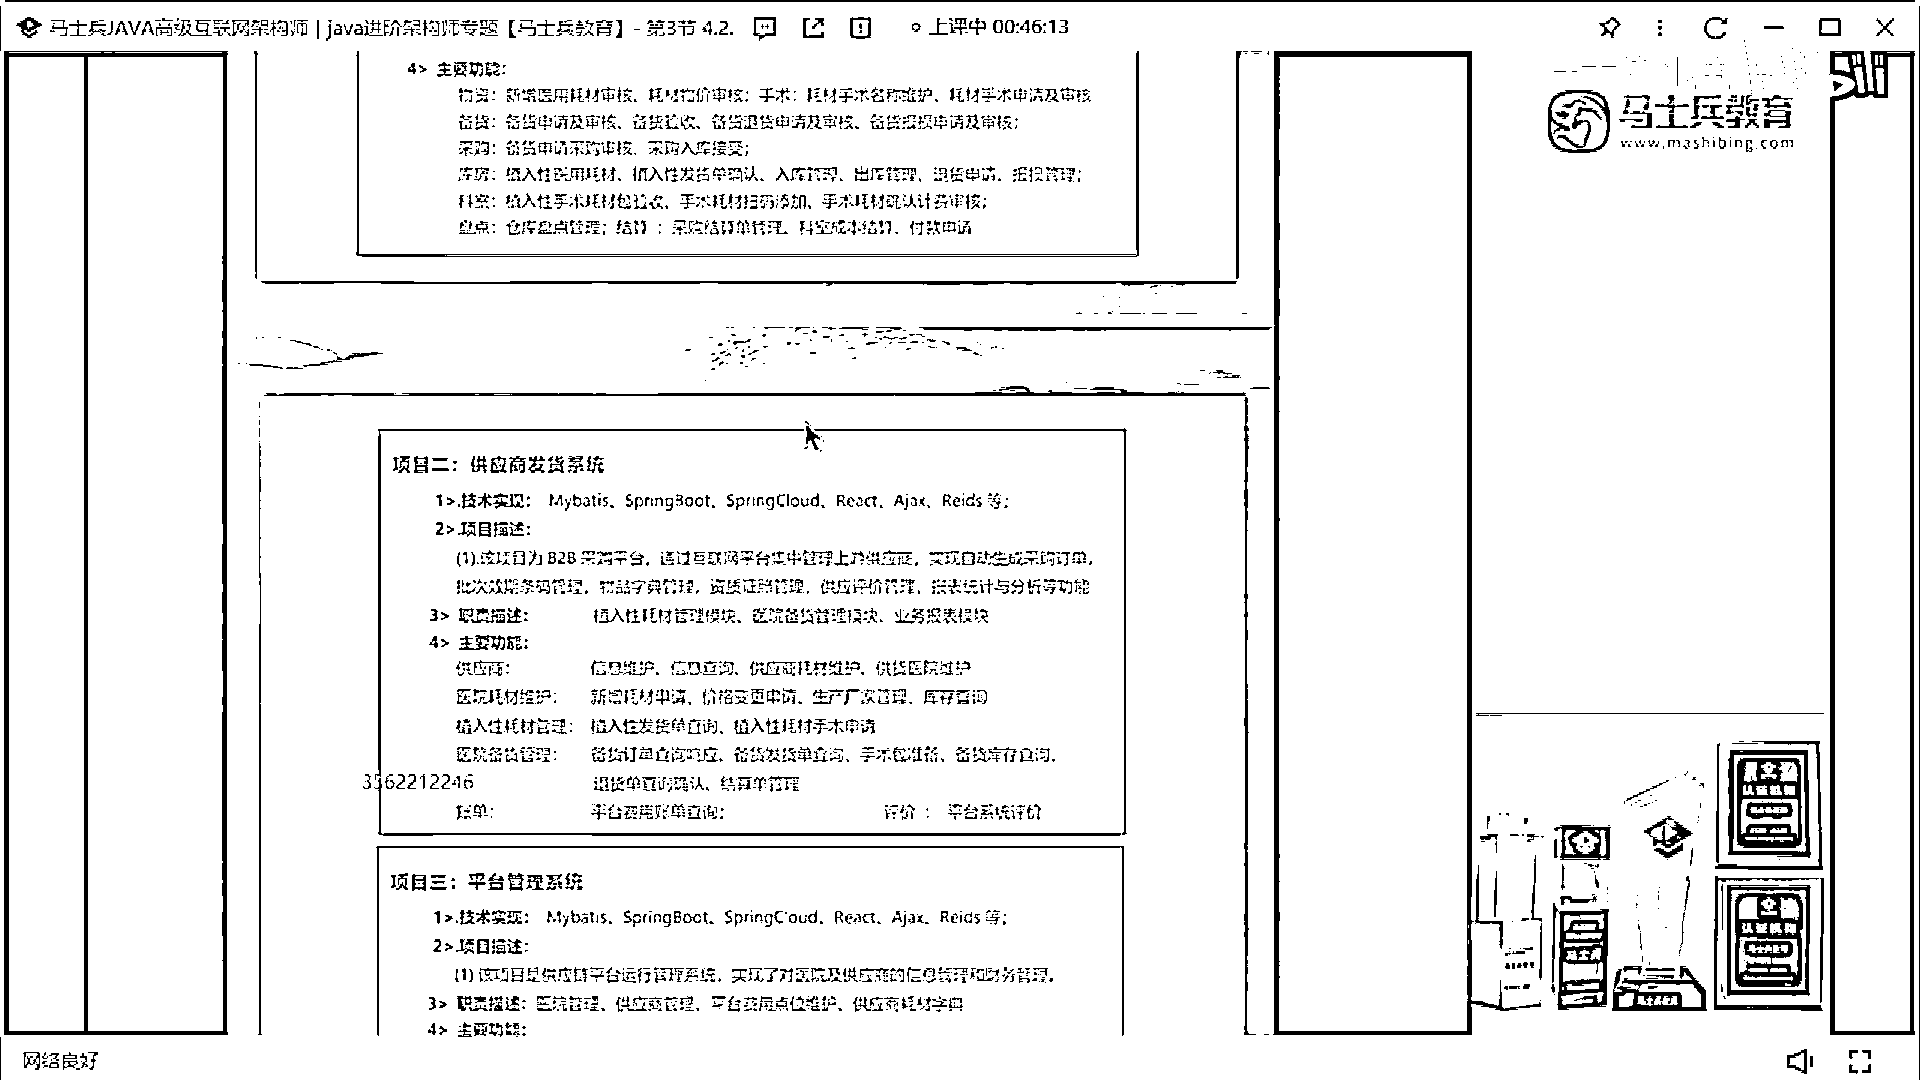 马士兵JAVA高级互联网架构师 | java进阶架构师专题【马士兵教育】- 第3节 4.2. 上课中 00:46:13
马士兵教育
www.mashibing.com
4> 主要功能：
物资：新增医用耗材审核、耗材物价审核；手术：耗材手术名称维护、耗材手术申请及审核
备货：备货申请及审核、备货验收、备货退货申请及审核、备货报损申请及审核；
采购：备货申请采购审核、采购入库接受；
库房：植入性医用耗材、植入性发货单确认、入库管理、出库管理、退货申请、报损管理；
科室：植入性手术耗材包验收、手术耗材扫码添加、手术耗材确认计费审核；
盘点：仓库盘点管理；结算 ：采购结算单管理、科室成本结算、付款申请
项目二：供应商发货系统
1>.技术实现： Mybatis、SpringBoot、SpringCloud、React、Ajax、Reids 等；
2>.项目描述：
(1).该项目为 B2B 采购平台，通过互联网平台集中管理上游供应商，实现自动生成采购订单，
批次效期条码管理，物品字典管理，资质证照管理，供应评价管理，报表统计与分析等功能
3> 职责描述： 植入性耗材管理模块、医院备货管理模块、业务报表模块
4> 主要功能：
供应商： 信息维护、信息查询、供应商耗材维护、供货医院维护
医院耗材维护： 新增耗材申请、价格变更申请、生产厂家管理、库存查询
植入性耗材管理： 植入性发货单查询、植入性耗材手术申请
医院备货管理： 备货订单查询响应、备货发货单查询、手术包准备、备货库存查询、
3562212246
退货单查询确认、结算单管理
账单： 平台费用账单查询； 评价 ： 平台系统评价
项目三：平台管理系统
1>.技术实现： Mybatis、SpringBoot、SpringCloud、React、Ajax、Reids 等；
2>.项目描述：
(1) 该项目是供应链平台运行管理系统，实现了对医院及供应商的信息管理和财务管理。
3> 职责描述：医院管理、供应商管理、平台费用点位维护、供应商耗材字典
4> 主要功能：
网络良好